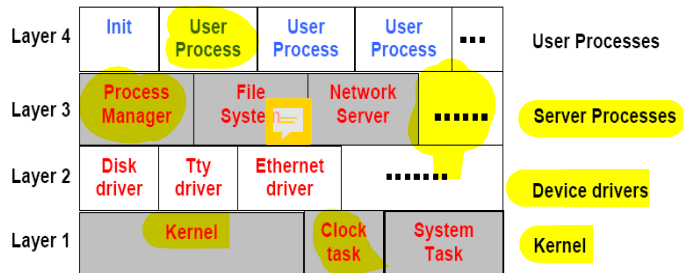 Layer 4 Init User Process User Process User Process ... User Processes
Layer 3 Process Manager File System Network Server ...... Server Processes
Layer 2 Disk driver Tty driver Ethernet driver ....... Device drivers
Layer 1 Kernel Clock task System Task Kernel